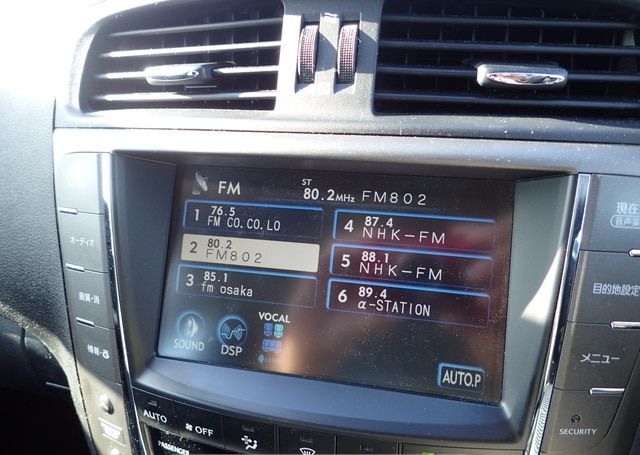 FM
ST
80.2MHz FM802
1 76.5
FM CO.CO.LO
2 80.2
FM802
3 85.1
fm osaka
4 87.4
NHK-FM
5 88.1
NHK-FM
6 89.4
α-STATION
SOUND
DSP
VOCAL
AUTO.P
オーディオ
画質・消
情報・
現在
目的地設定
メニュー
SECURITY
AUTO
OFF
PASSENGER